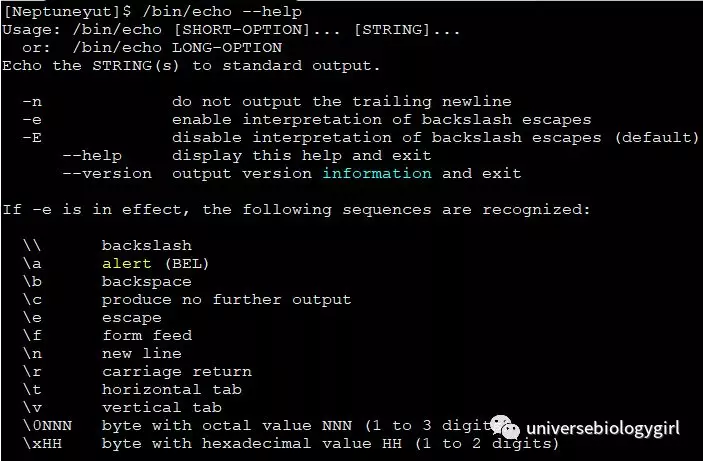 [Neptuneyut]$ /bin/echo --help
Usage: /bin/echo [SHORT-OPTION]... [STRING]...
  or:  /bin/echo LONG-OPTION
Echo the STRING(s) to standard output.

  -n             do not output the trailing newline
  -e             enable interpretation of backslash escapes
  -E             disable interpretation of backslash escapes (default)
      --help     display this help and exit
      --version  output version information and exit

If -e is in effect, the following sequences are recognized:

  \\      backslash
  \a      alert (BEL)
  \b      backspace
  \c      produce no further output
  \e      escape
  \f      form feed
  \n      new line
  \r      carriage return
  \t      horizontal tab
  \v      vertical tab
  \0NNN   byte with octal value NNN (1 to 3 digit
  \xHH    byte with hexadecimal value HH (1 to 2 digits)
universebiologygirl